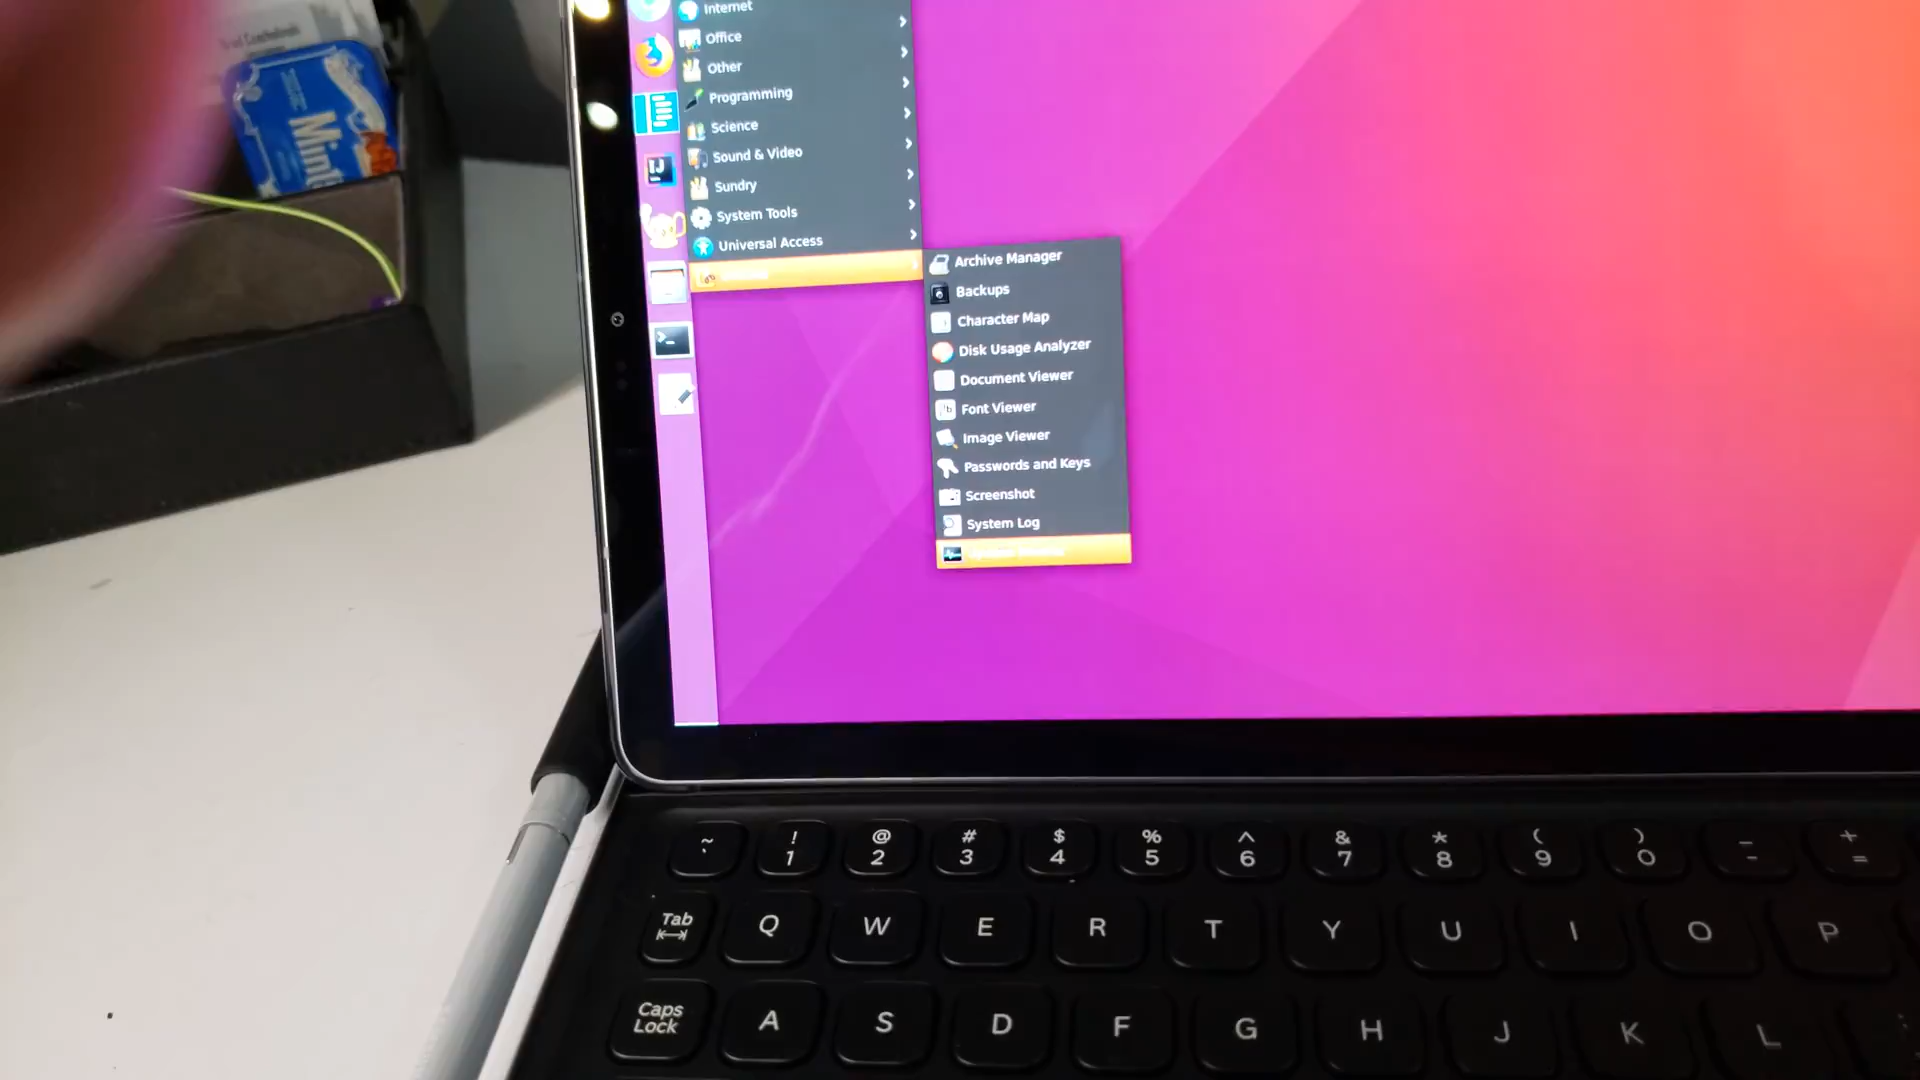 Mint
Internet
Office
Other
Programming
Science
Sound & Video
Sundry
System Tools
Universal Access
Archive Manager
Backups
Character Map
Disk Usage Analyzer
Document Viewer
Font Viewer
Image Viewer
Passwords and Keys
Screenshot
System Log
IJ
~ ! @ # $ % ^ & * ( ) - +
` 1 2 3 4 5 6 7 8 9 0 - =
Tab Q W E R T Y U I O P
Caps Lock A S D F G H J K L